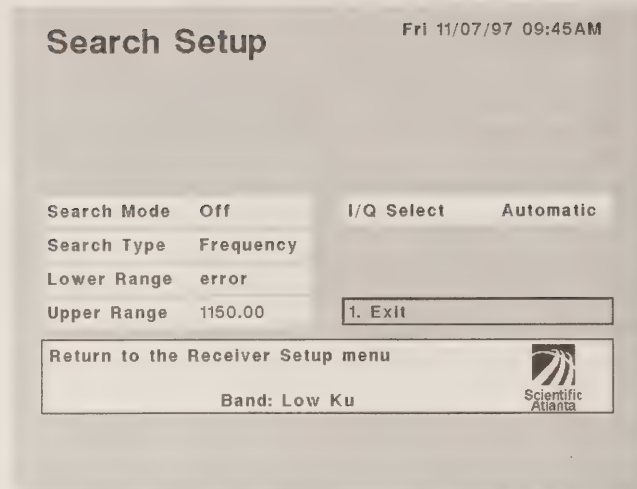 Search Setup
Fri 11/07/97 09:45AM
Search Mode Off
I/Q Select Automatic
Search Type Frequency
Lower Range error
Upper Range 1150.00
1. Exit
Return to the Receiver Setup menu
Band: Low Ku
Scientific
Atlanta